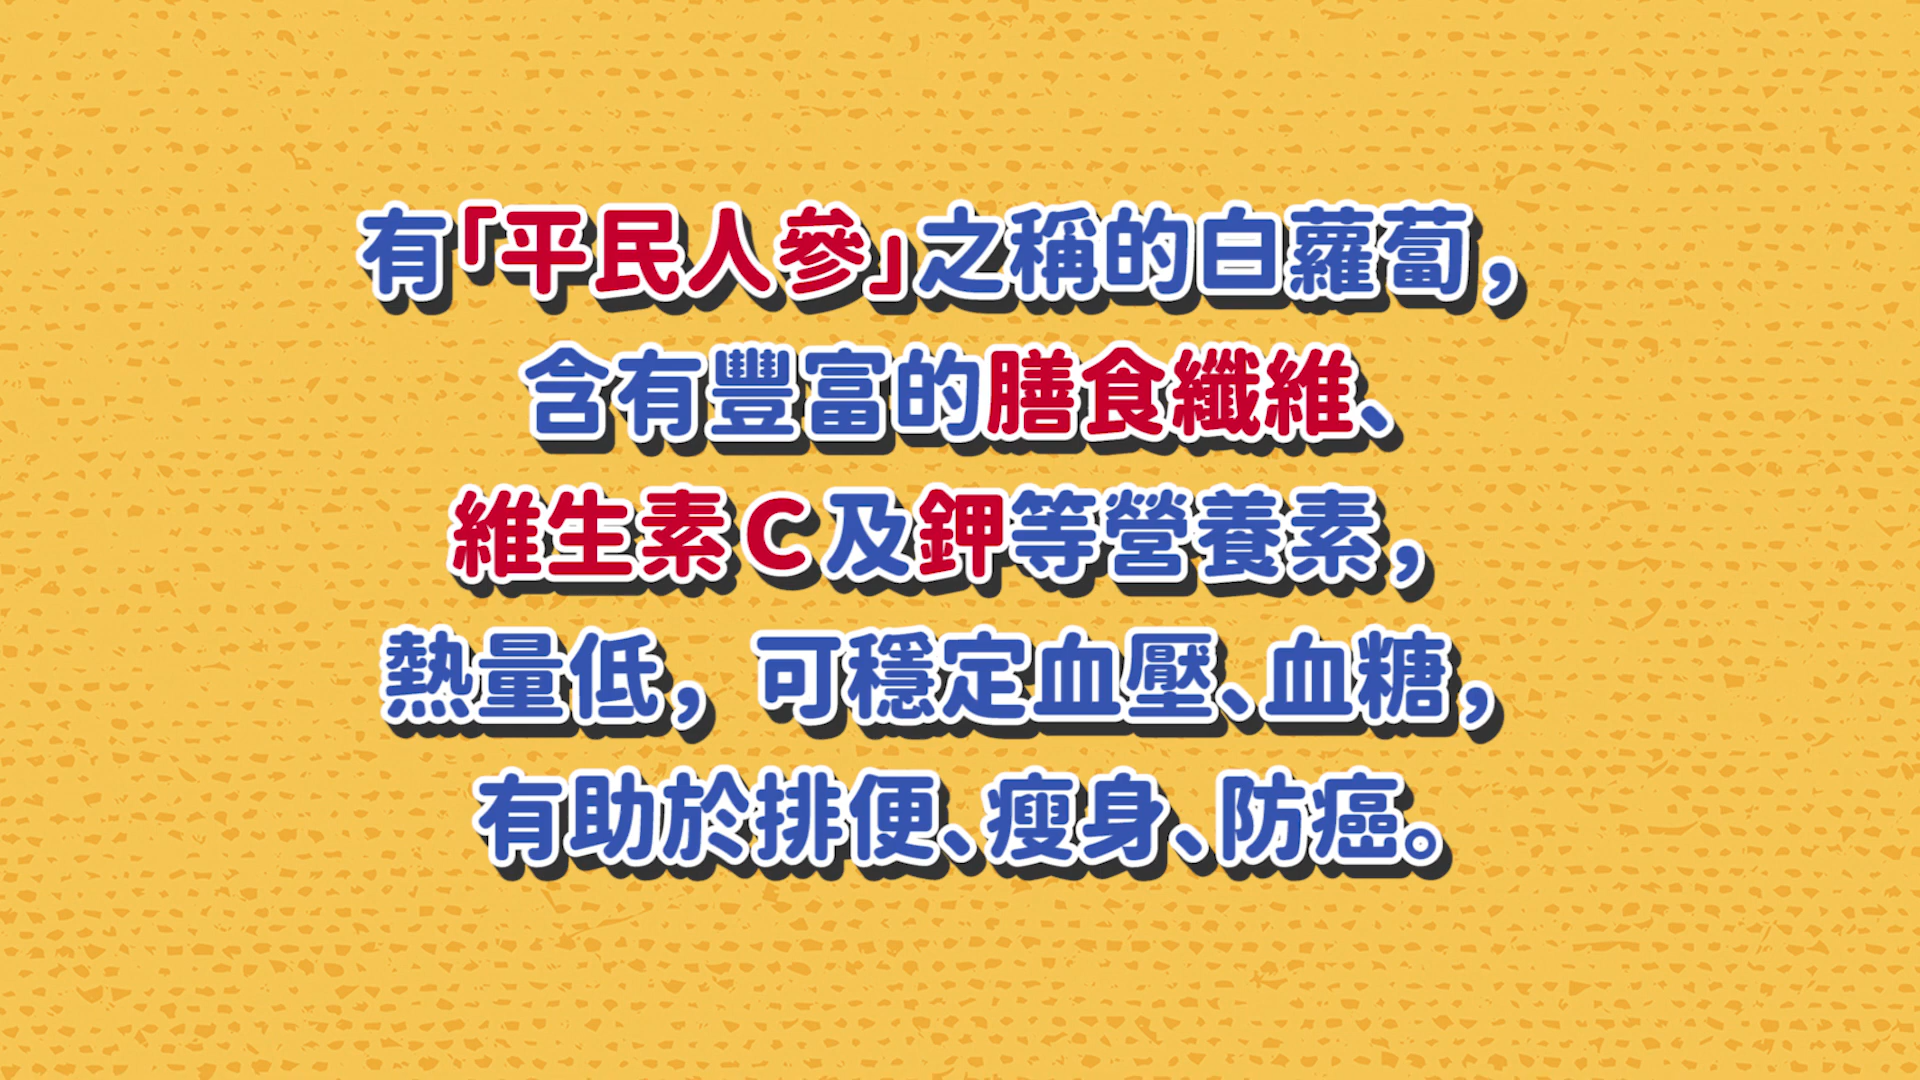 有「平民人參」之稱的白蘿蔔，
含有豐富的膳食纖維、
維生素C及鉀等營養素，
熱量低，可穩定血壓、血糖，
有助於排便、瘦身、防癌。